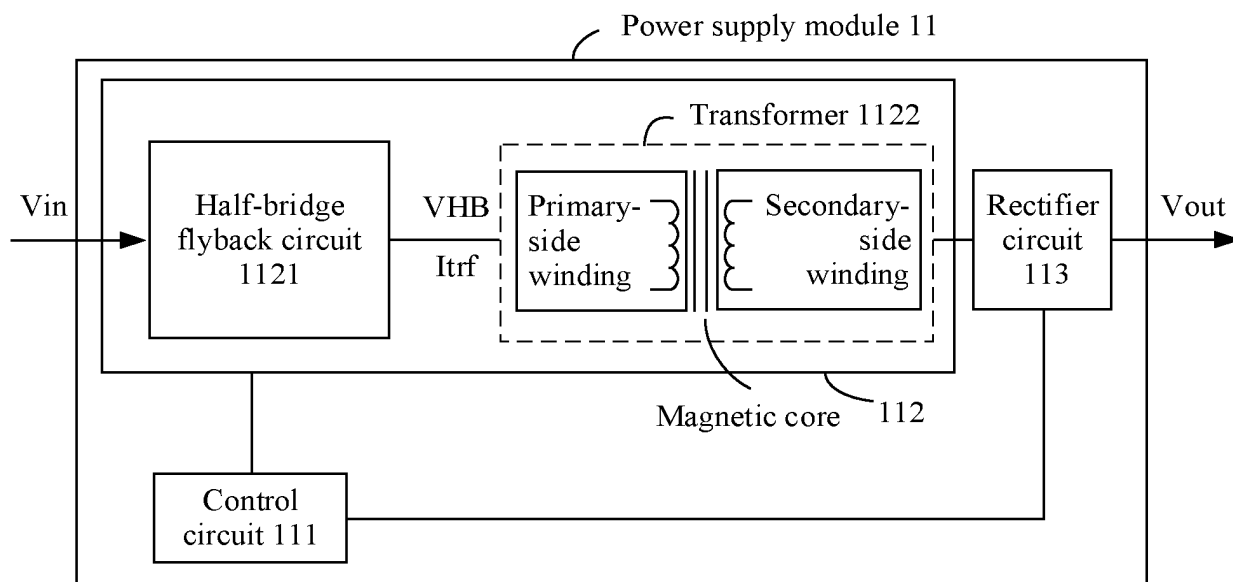 Power supply module 11
Transformer 1122
Vin
Half-bridge
flyback circuit
1121
VHB
Itrf
Primary-
side
winding
Secondary-
side
winding
Rectifier
circuit
113
Vout
Magnetic core
112
Control
circuit 111